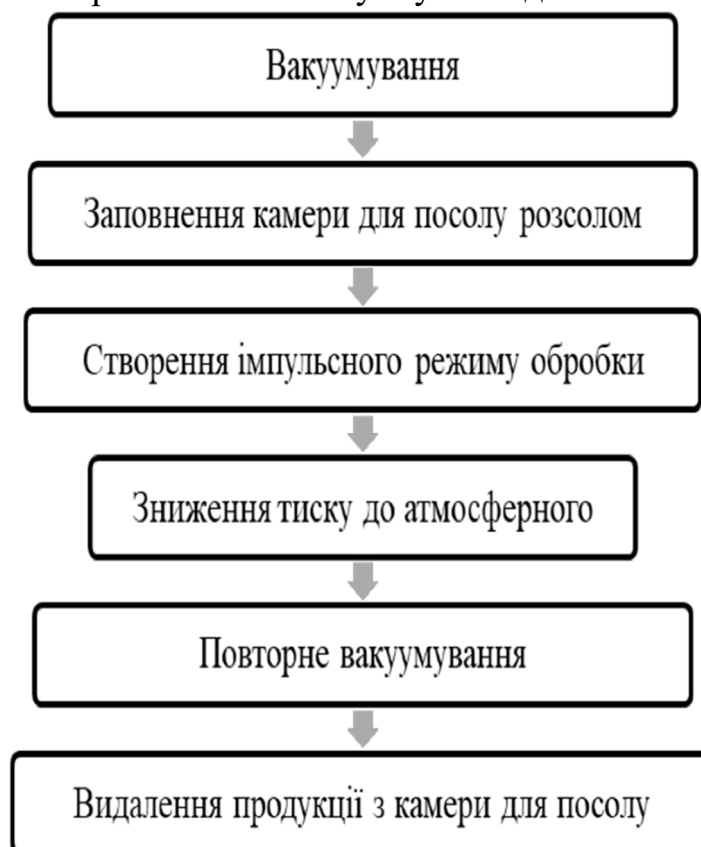 Вакуумування
Заповнення камери для посолу розсолом
Створення імпульсного режиму обробки
Зниження тиску до атмосферного
Повторне вакуумування
Видалення продукції з камери для посолу